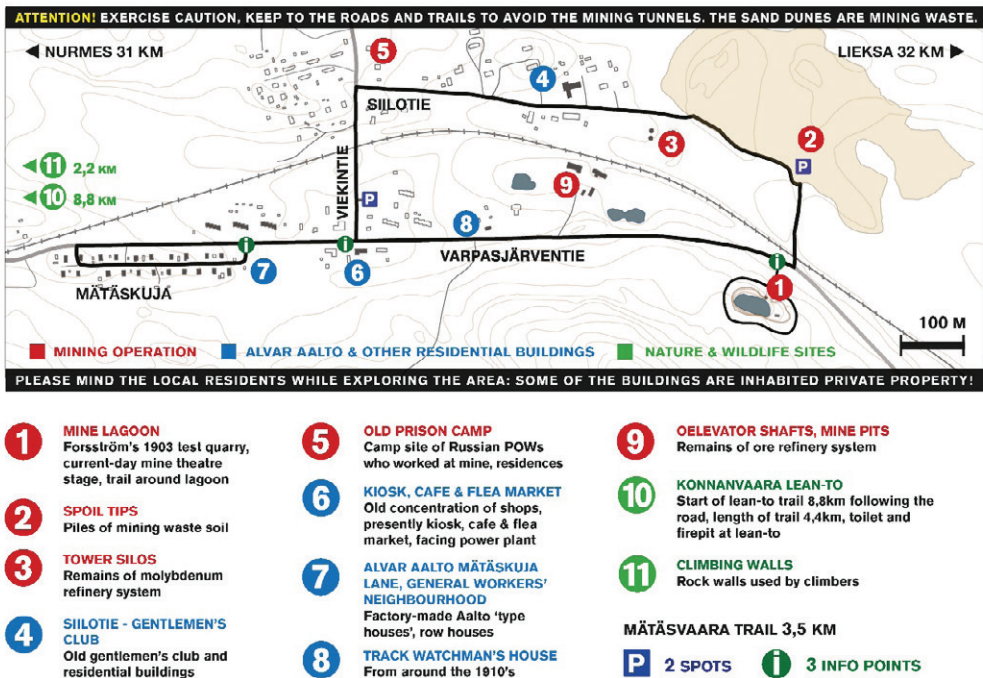 ATTENTION! EXERCISE CAUTION, KEEP TO THE ROADS AND TRAILS TO AVOID THE MINING TUNNELS. THE SAND DUNES ARE MINING WASTE.
◀ NURMES 31 KM
5
LIEKSA 32 KM ▶
4
SIILOTIE
3
2
P
◀ 11 2,2 KM
◀ 10 8,8 KM
VIEKINTIE
P
9
8
VARPASJÄRVENTIE
i
i
7
6
i
1
MÄTÄSKUJA
100 M
MINING OPERATION
ALVAR AALTO & OTHER RESIDENTIAL BUILDINGS
NATURE & WILDLIFE SITES
PLEASE MIND THE LOCAL RESIDENTS WHILE EXPLORING THE AREA: SOME OF THE BUILDINGS ARE INHABITED PRIVATE PROPERTY!
1
MINE LAGOON
Forsström's 1903 test quarry,
current-day mine theatre
stage, trail around lagoon
2
SPOIL TIPS
Piles of mining waste soil
3
TOWER SILOS
Remains of molybdenum
refinery system
4
SIILOTIE - GENTLEMEN'S
CLUB
Old gentlemen's club and
residential buildings
5
OLD PRISON CAMP
Camp site of Russian POWs
who worked at mine, residences
6
KIOSK, CAFE & FLEA MARKET
Old concentration of shops,
presently kiosk, cafe & flea
market, facing power plant
7
ALVAR AALTO MÄTÄSKUJA
LANE, GENERAL WORKERS'
NEIGHBOURHOOD
Factory-made Aalto 'type
houses', row houses
8
TRACK WATCHMAN'S HOUSE
From around the 1910's
9
OELEVATOR SHAFTS, MINE PITS
Remains of ore refinery system
10
KONNANVAARA LEAN-TO
Start of lean-to trail 8,8km following the
road, length of trail 4,4km, toilet and
firepit at lean-to
11
CLIMBING WALLS
Rock walls used by climbers
MÄTÄSVAARA TRAIL 3,5 KM
P 2 SPOTS
i 3 INFO POINTS